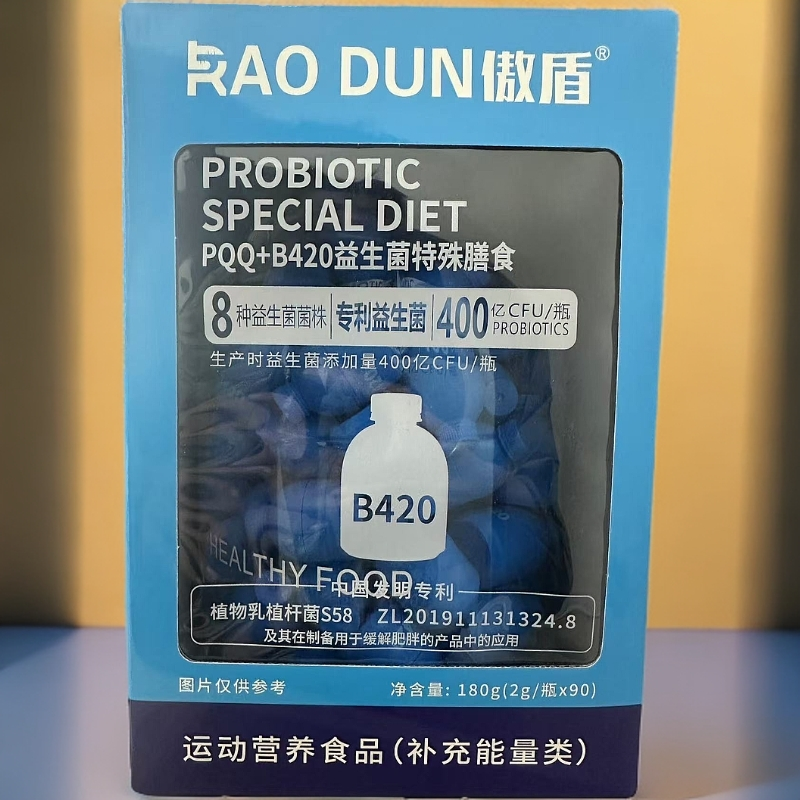 RAO DUN傲盾®
PROBIOTIC
SPECIAL DIET
PQQ+B420益生菌特殊膳食
8种益生菌菌株 专利益生菌 400亿CFU/瓶 PROBIOTICS
生产时益生菌添加量400亿CFU/瓶
B420
HEALTHY FOOD
中国发明专利
植物乳植杆菌S58 ZL201911131324.8
及其在制备用于缓解肥胖的产品中的应用
图片仅供参考 净含量: 180g(2g/瓶x90)
运动营养食品(补充能量类)